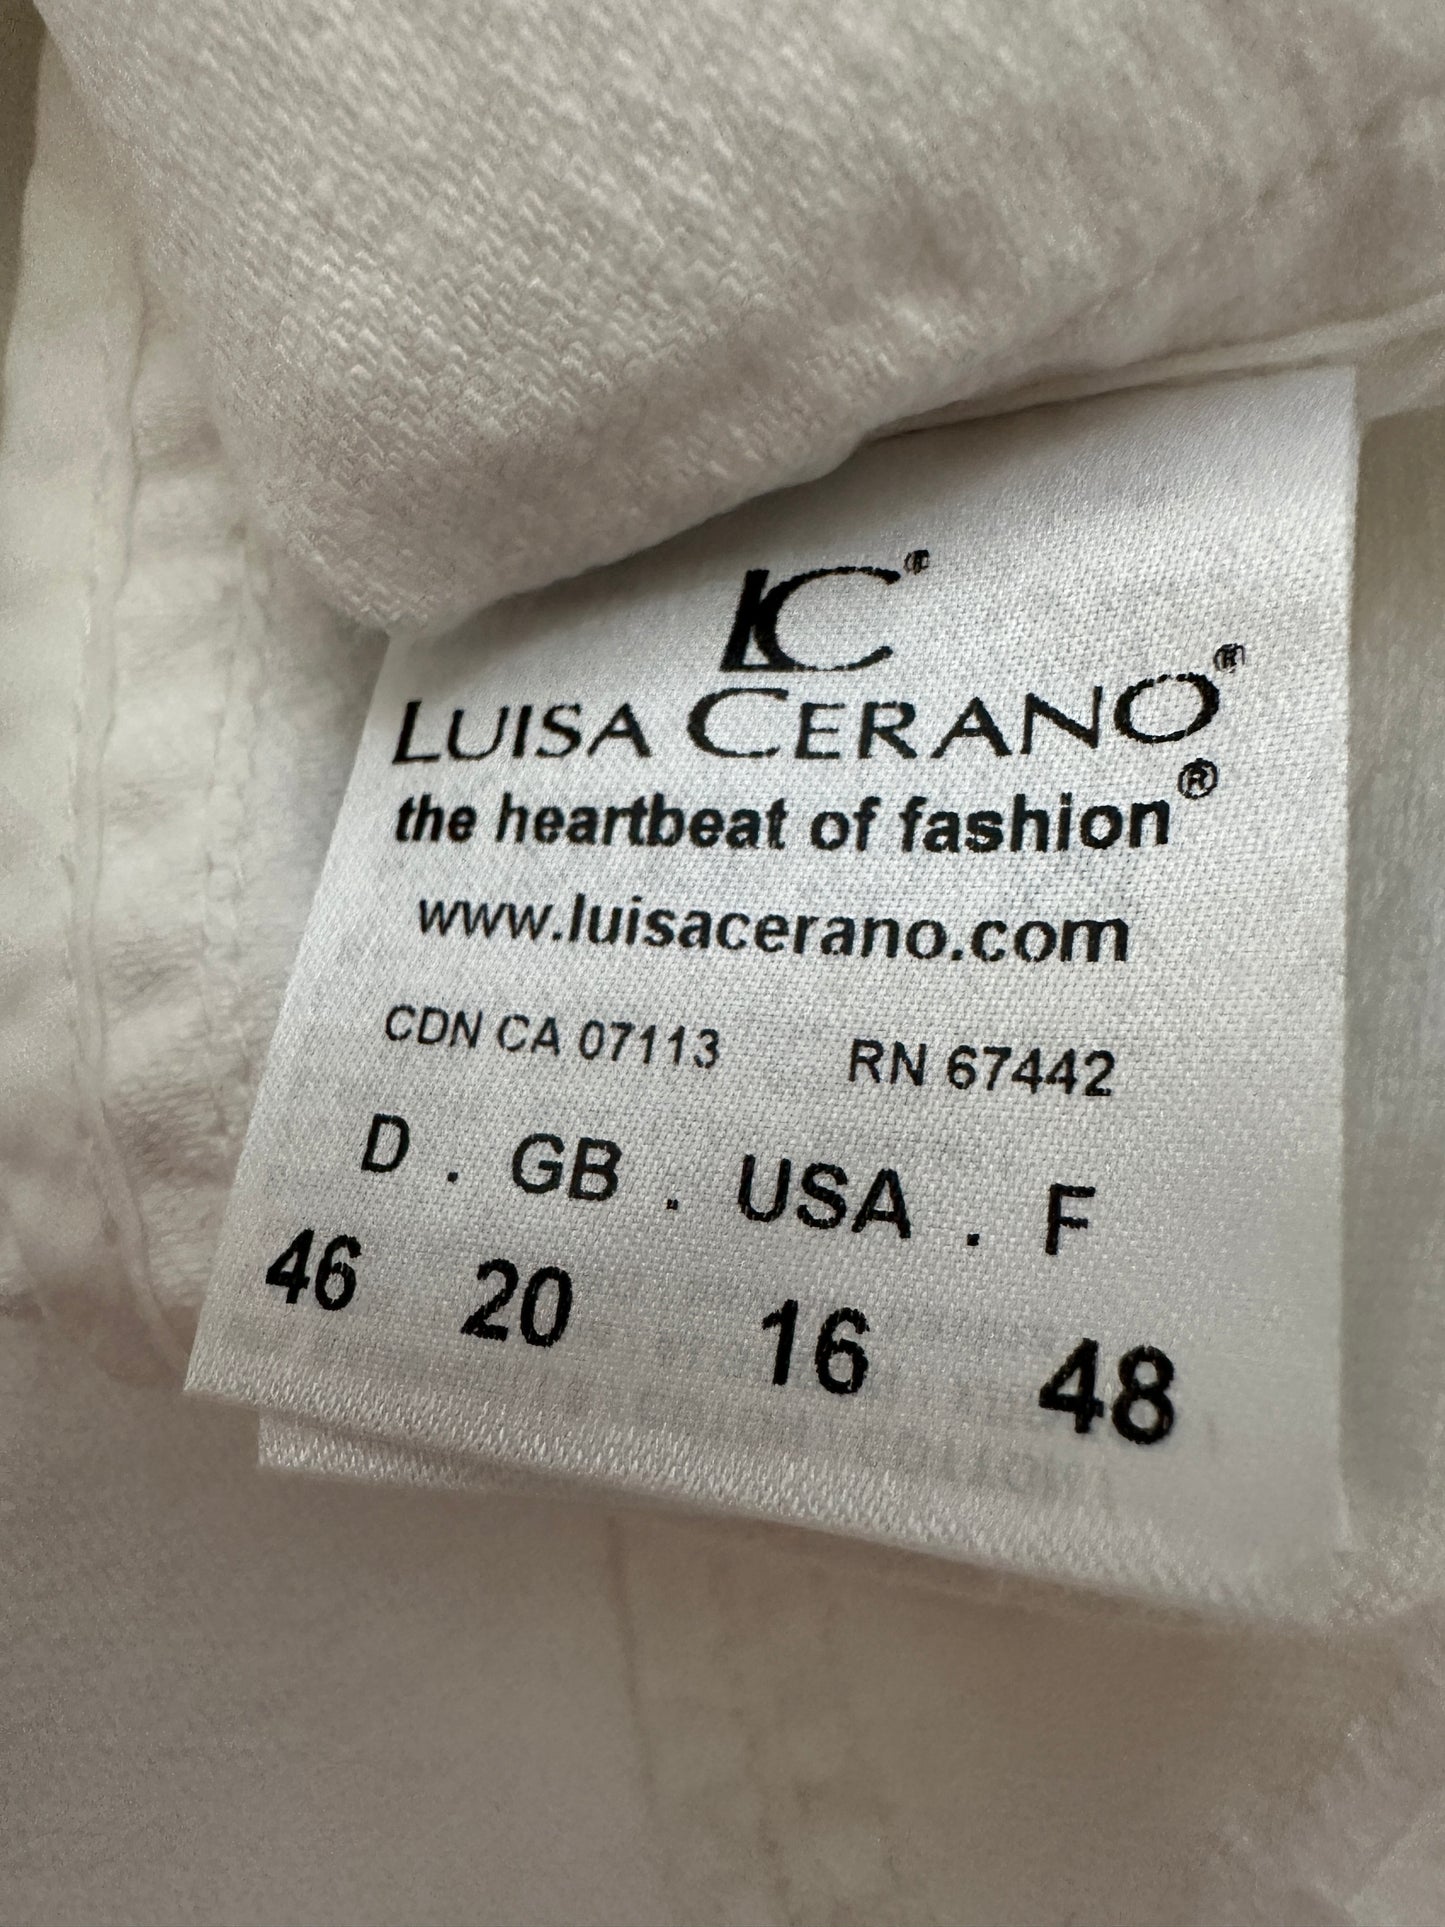 LC®
LUISA CERANO®
the heartbeat of fashion®
www.luisacerano.com
CDN CA 07113 RN 67442
D . GB . USA . F
46 20 16 48